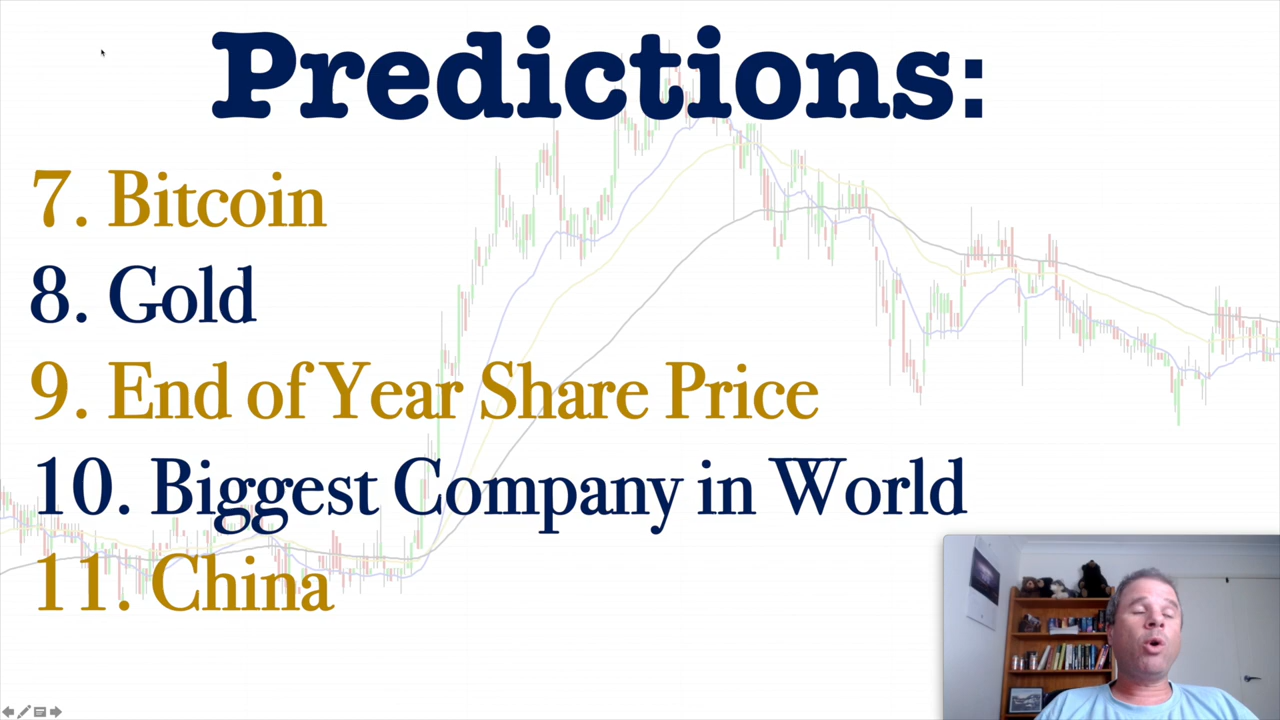 Predictions:
7. Bitcoin
8. Gold
9. End of Year Share Price
10. Biggest Company in World
11. China